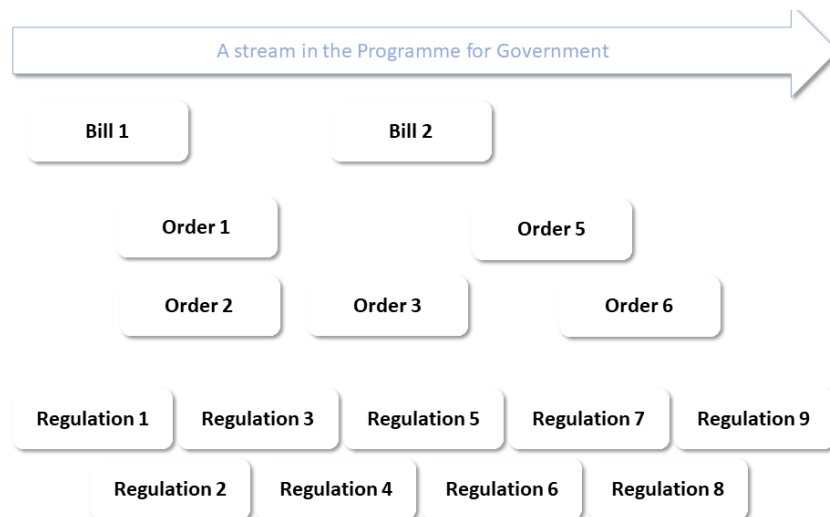 A stream in the Programme for Government
Bill 1
Bill 2
Order 1
Order 5
Order 2
Order 3
Order 6
Regulation 1
Regulation 3
Regulation 5
Regulation 7
Regulation 9
Regulation 2
Regulation 4
Regulation 6
Regulation 8